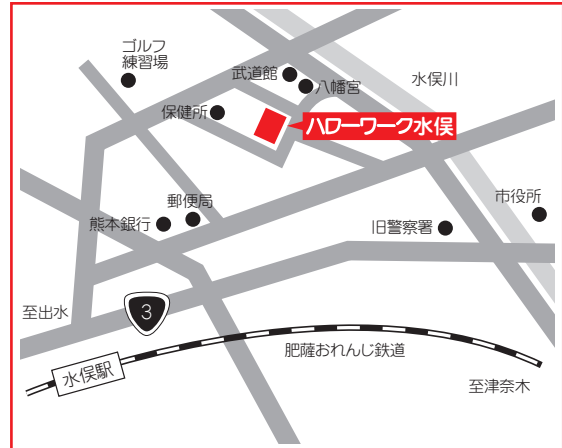 ゴルフ
練習場
武道館
八幡宮
水俣川
保健所
ハローワーク水俣
郵便局
熊本銀行
市役所
旧警察署
至出水
3
肥薩おれんじ鉄道
水俣駅
至津奈木